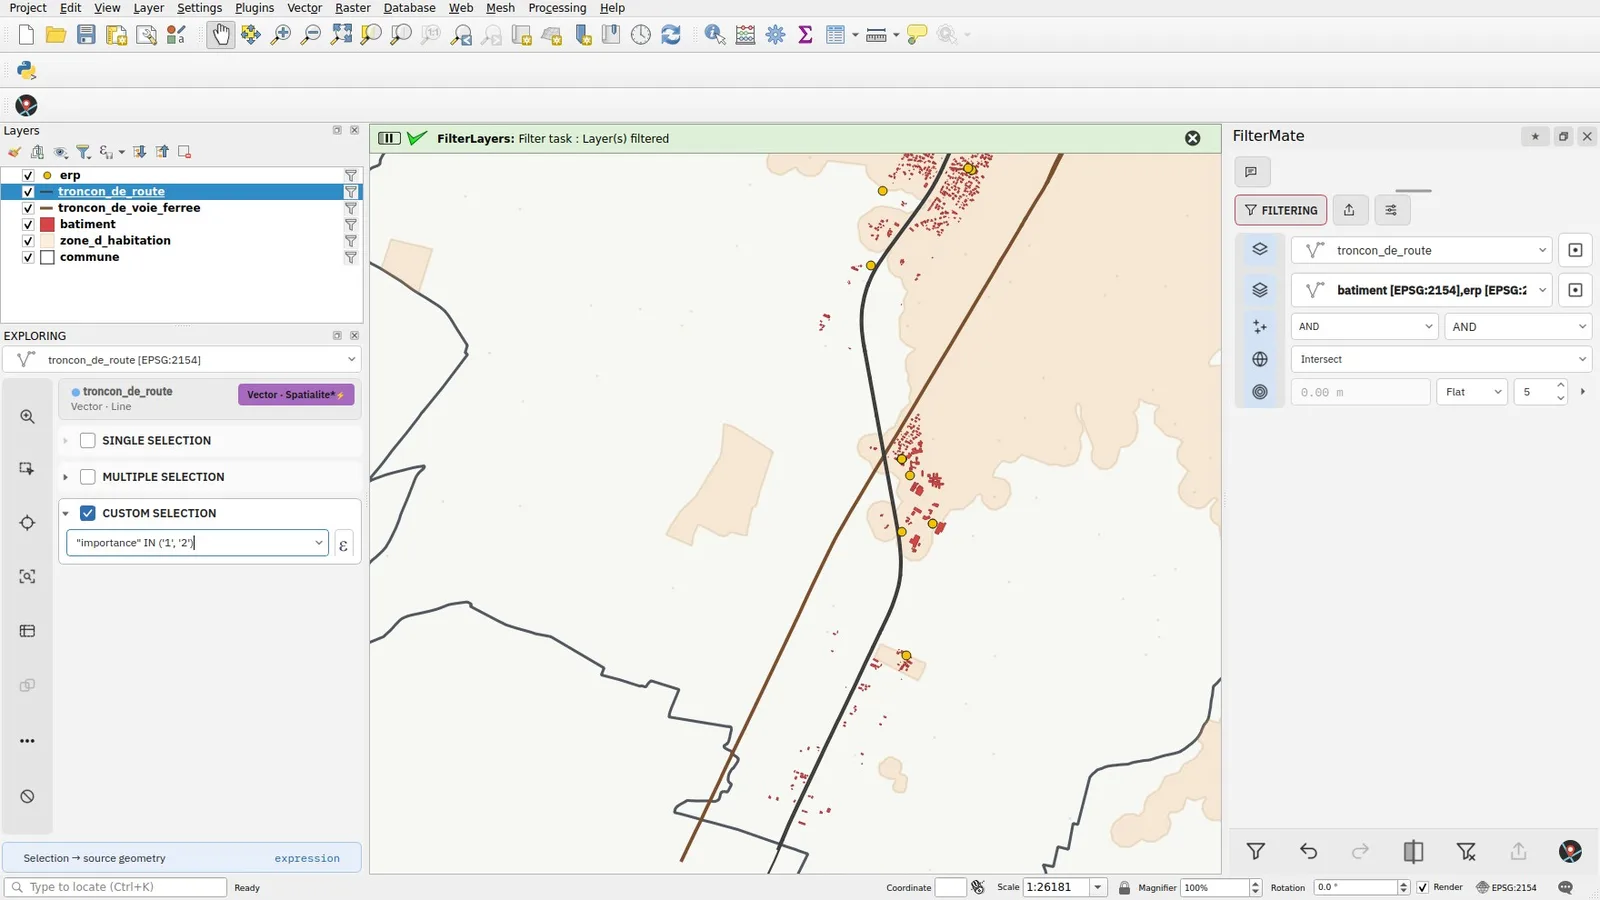 Project Edit View Layer Settings Plugins Vector Raster Database Web Mesh Processing Help
Layers
erp
troncon_de_route
troncon_de_voie_ferree
batiment
zone_d_habitation
commune
EXPLORING
troncon_de_route [EPSG:2154]
troncon_de_route
Vector · Line
Vector · Spatialite*⚡
SINGLE SELECTION
MULTIPLE SELECTION
CUSTOM SELECTION
"importance" IN ('1', '2')
ε
Selection → source geometry expression
FilterLayers: Filter task : Layer(s) filtered
FilterMate
FILTERING
troncon_de_route
batiment [EPSG:2154],erp [EPSG:2
AND AND
Intersect
0.00 m Flat 5
Type to locate (Ctrl+K) Ready Coordinate Scale 1:26181 Magnifier 100% Rotation 0.0 ° Render EPSG:2154